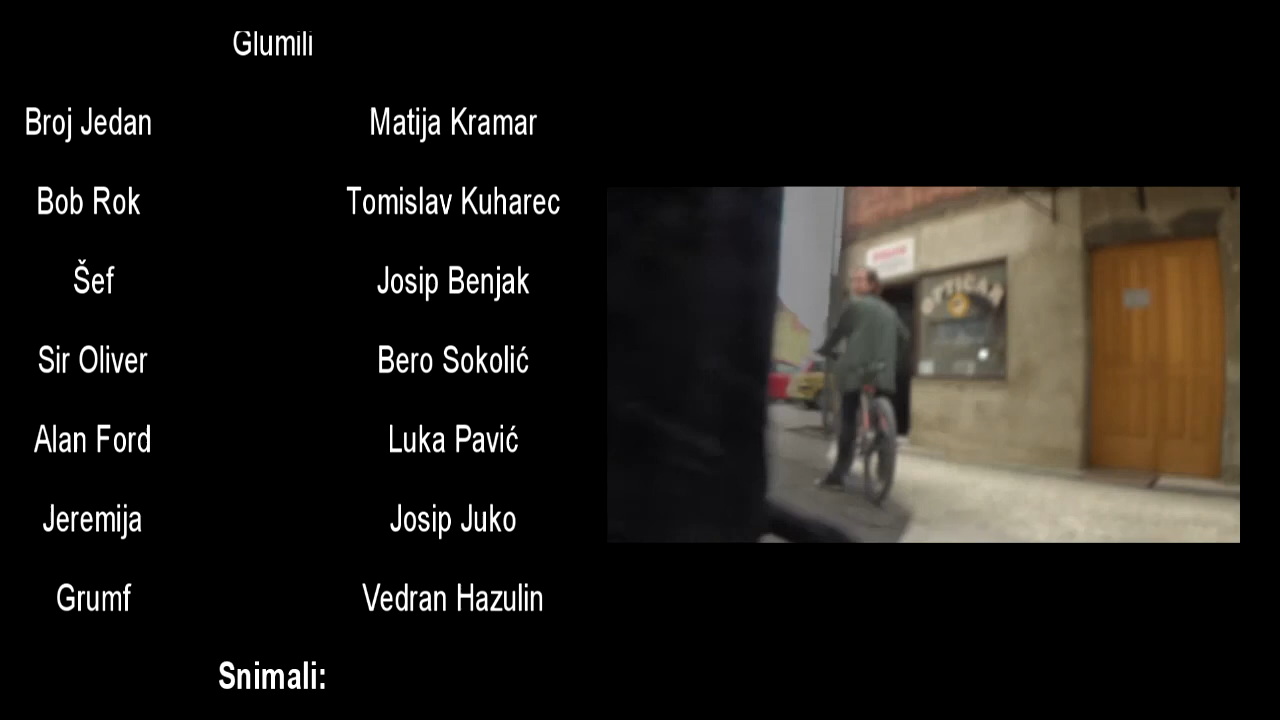 Glumili
Broj Jedan Matija Kramar
Bob Rok Tomislav Kuharec
Šef Josip Benjak
Sir Oliver Bero Sokolić
Alan Ford Luka Pavić
Jeremija Josip Juko
Grumf Vedran Hazulin
Snimali:
OPTIČAR